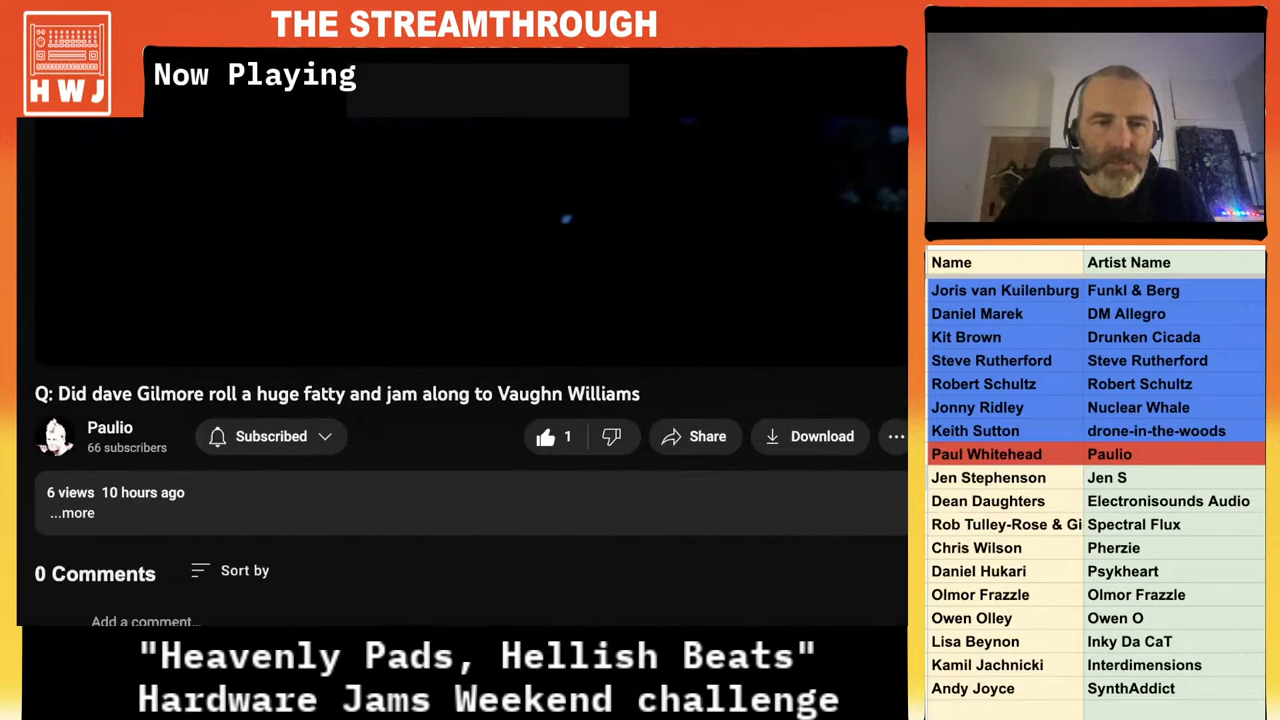 THE STREAMTHROUGH
HWJ
Now Playing
Q: Did dave Gilmore roll a huge fatty and jam along to Vaughn Williams
Paulio
66 subscribers
Subscribed
1
Share
Download
6 views 10 hours ago
...more
0 Comments
Sort by
Add a comment...
"Heavenly Pads, Hellish Beats"
Hardware Jams Weekend challenge
Name Artist Name
Joris van Kuilenburg Funkl & Berg
Daniel Marek DM Allegro
Kit Brown Drunken Cicada
Steve Rutherford Steve Rutherford
Robert Schultz Robert Schultz
Jonny Ridley Nuclear Whale
Keith Sutton drone-in-the-woods
Paul Whitehead Paulio
Jen Stephenson Jen S
Dean Daughters Electronisounds Audio
Rob Tulley-Rose & Gi Spectral Flux
Chris Wilson Pherzie
Daniel Hukari Psykheart
Olmor Frazzle Olmor Frazzle
Owen Olley Owen O
Lisa Beynon Inky Da CaT
Kamil Jachnicki Interdimensions
Andy Joyce SynthAddict